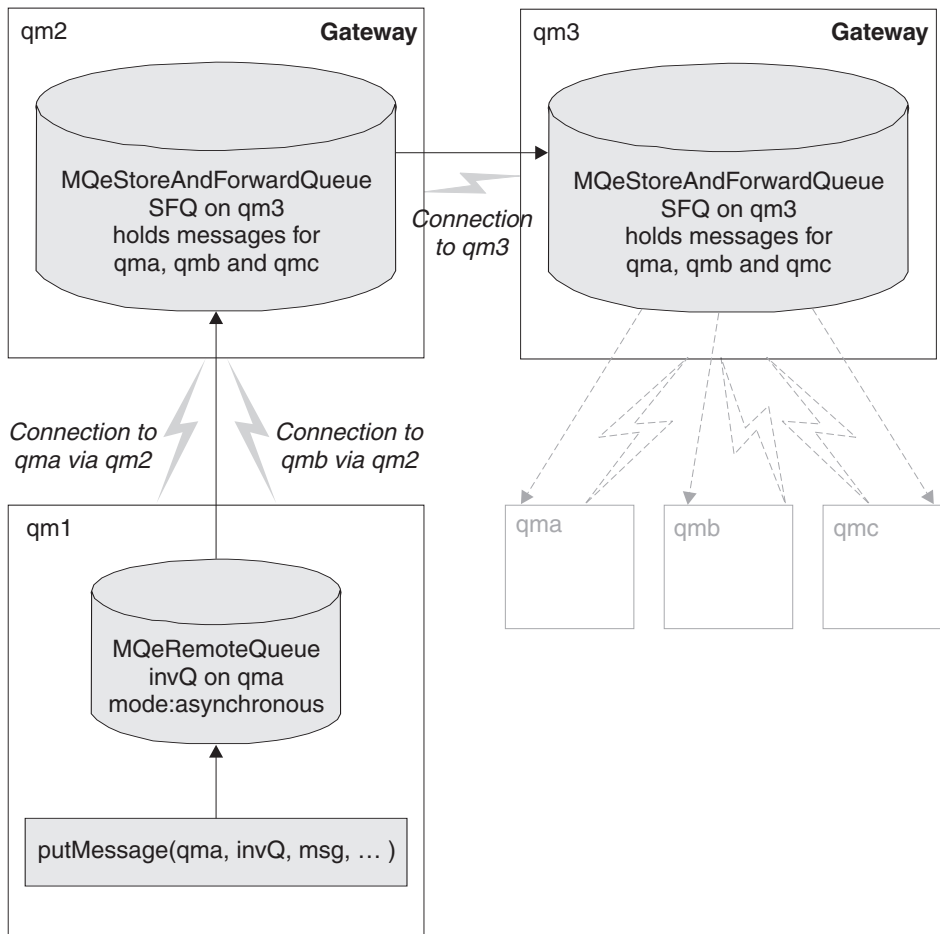 qm2
Gateway
MQeStoreAndForwardQueue
SFQ on qm3
holds messages for
qma, qmb and qmc
Connection
to qm3
qm3
Gateway
MQeStoreAndForwardQueue
SFQ on qm3
holds messages for
qma, qmb and qmc
Connection to
qma via qm2
Connection to
qmb via qm2
qma
qmb
qmc
qm1
MQeRemoteQueue
invQ on qma
mode:asynchronous
putMessage(qma, invQ, msg, … )